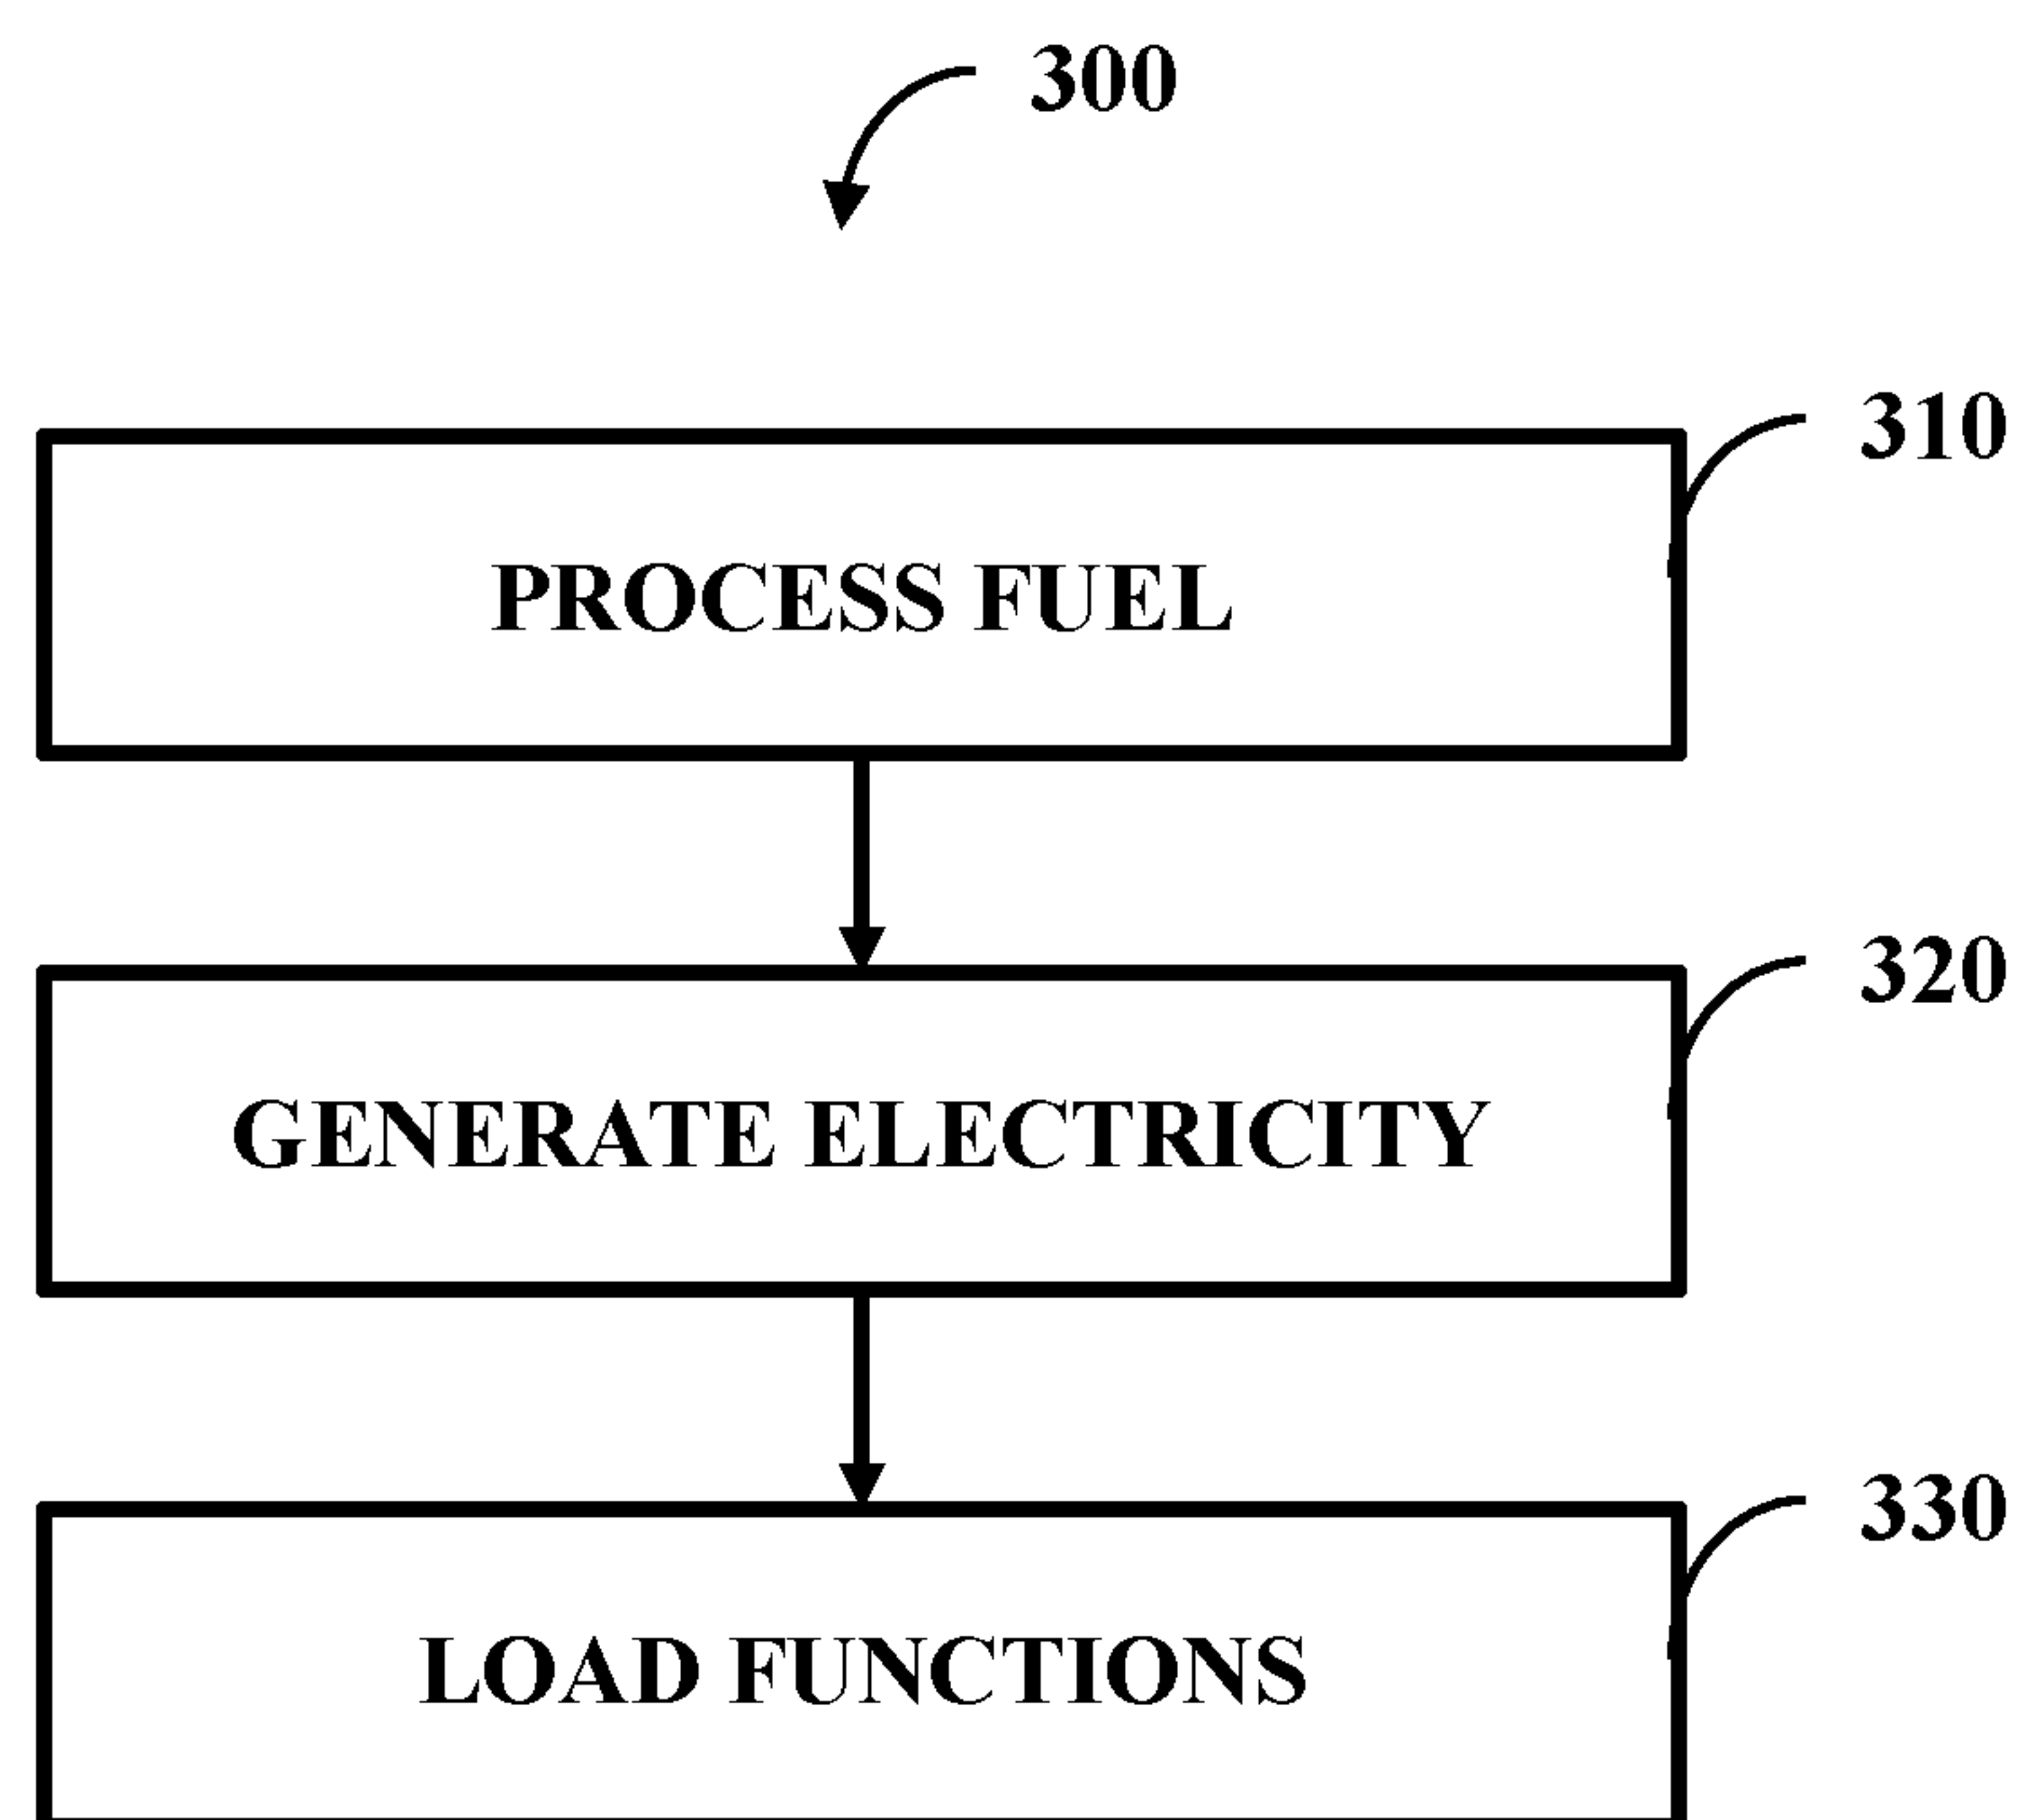 300
310
PROCESS FUEL
320
GENERATE ELECTRICITY
330
LOAD FUNCTIONS